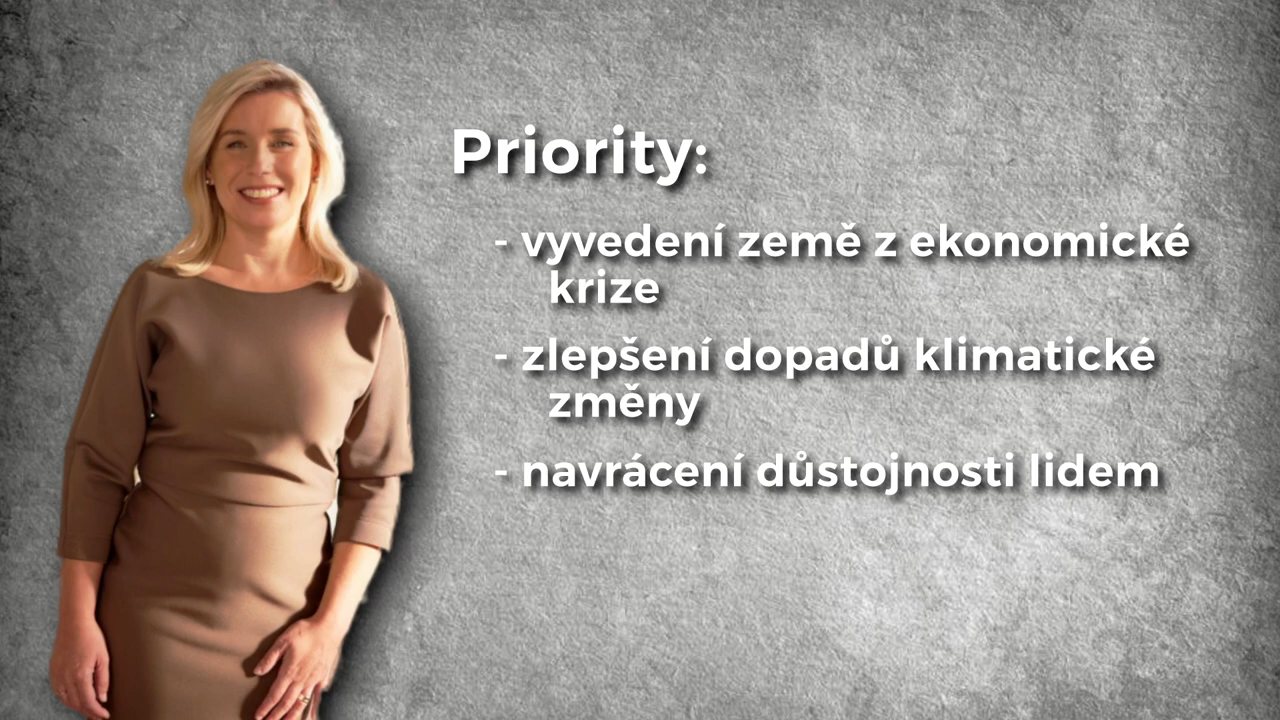 Priority:
- vyvedení země z ekonomické
krize
- zlepšení dopadů klimatické
změny
- navrácení důstojnosti lidem